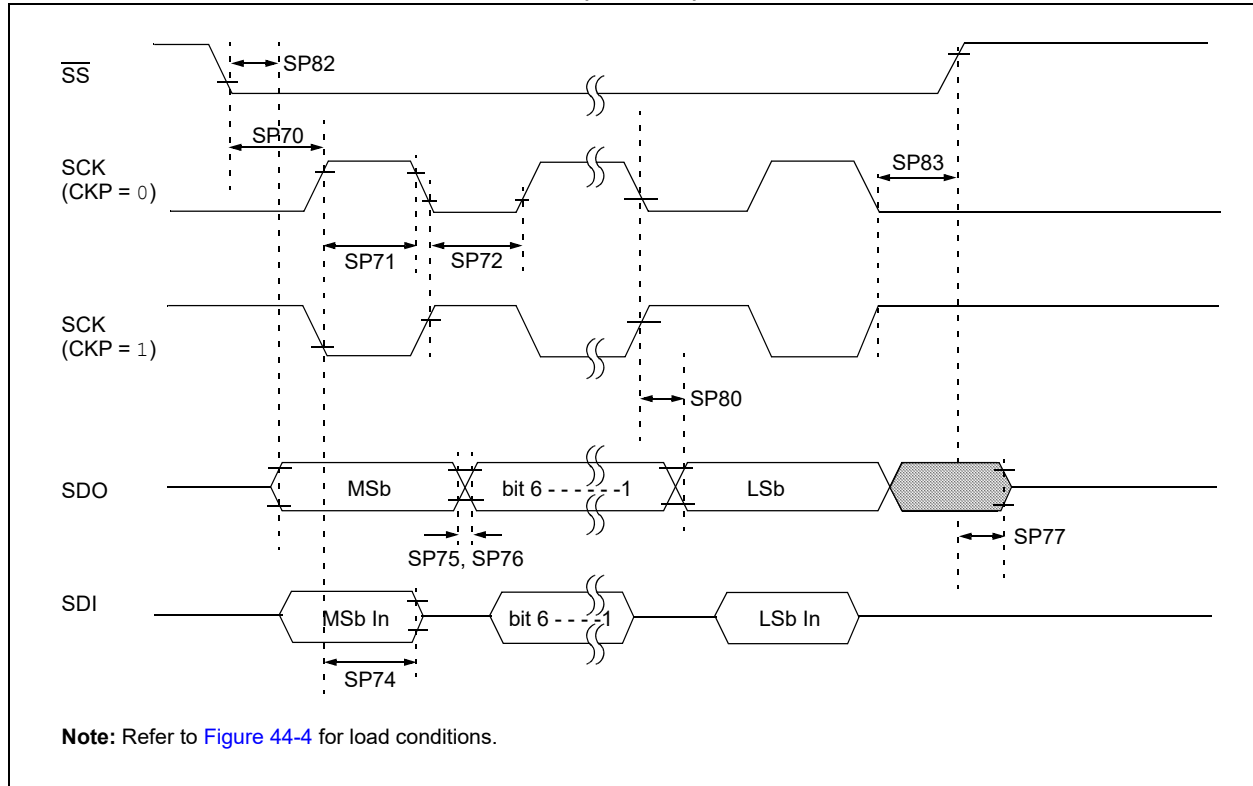 SS
SP82
SP70
SCK
(CKP = 0)
SP83
SP71
SP72
SCK
(CKP = 1)
SP80
SDO
MSb
bit 6 - - - - - -1
LSb
SP75, SP76
SP77
SDI
MSb In
bit 6 - - - -1
LSb In
SP74
Note: Refer to Figure 44-4 for load conditions.